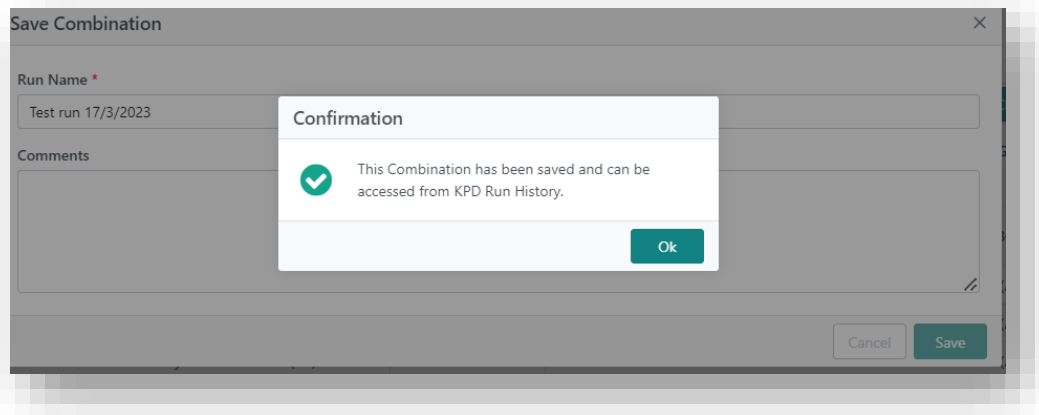 Save Combination
Run Name *
Test run 17/3/2023
Comments
Confirmation
This Combination has been saved and can be
accessed from KPD Run History.
Ok
Cancel
Save